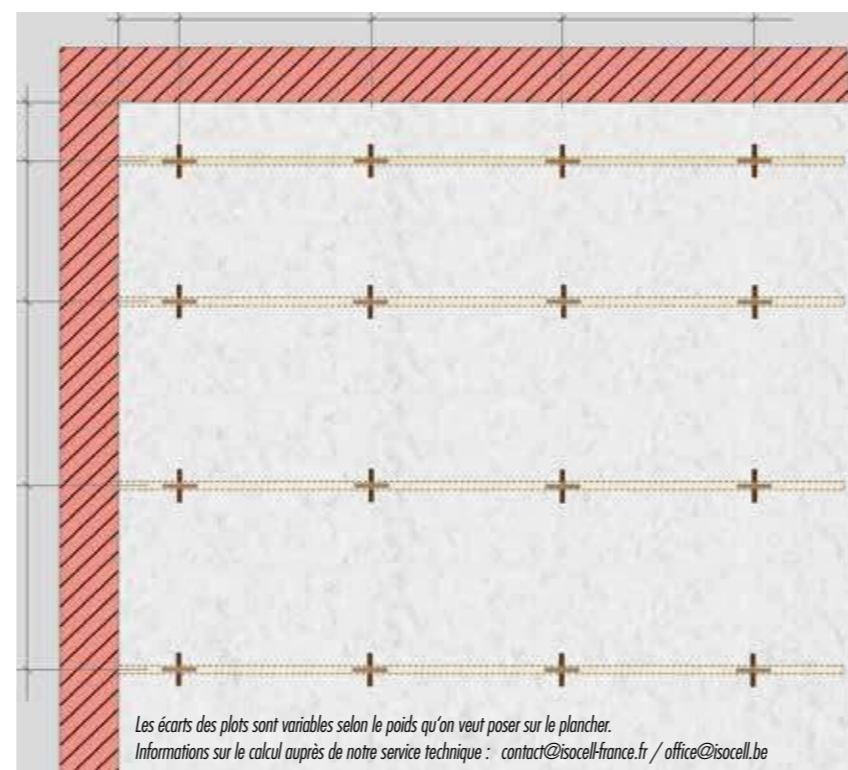 Les écarts des plots sont variables selon le poids qu'on veut poser sur le plancher.
Informations sur le calcul auprès de notre service technique : contact@isocell-france.fr / office@isocell.be